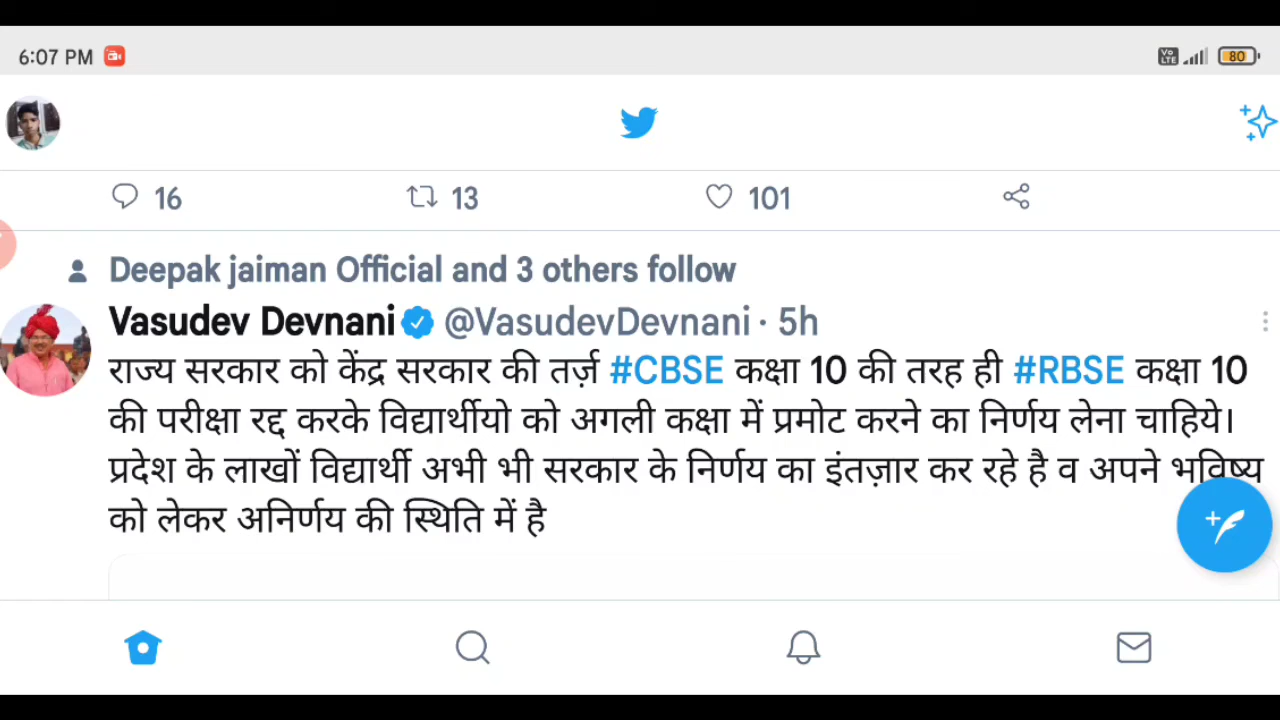 6:07 PM
Vo LTE
80
16 13 101
Deepak jaiman Official and 3 others follow
Vasudev Devnani @VasudevDevnani · 5h
राज्य सरकार को केंद्र सरकार की तर्ज़ #CBSE कक्षा 10 की तरह ही #RBSE कक्षा 10
की परीक्षा रद्द करके विद्यार्थीयो को अगली कक्षा में प्रमोट करने का निर्णय लेना चाहिये।
प्रदेश के लाखों विद्यार्थी अभी भी सरकार के निर्णय का इंतज़ार कर रहे है व अपने भविष्य
को लेकर अनिर्णय की स्थिति में है